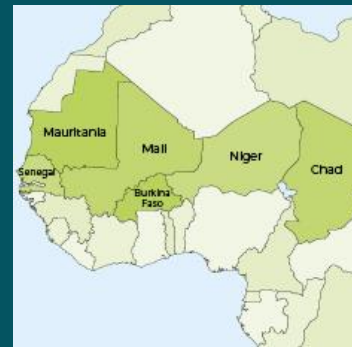 Mauritania
Mali
Niger
Chad
Senegal
Burkina
Faso